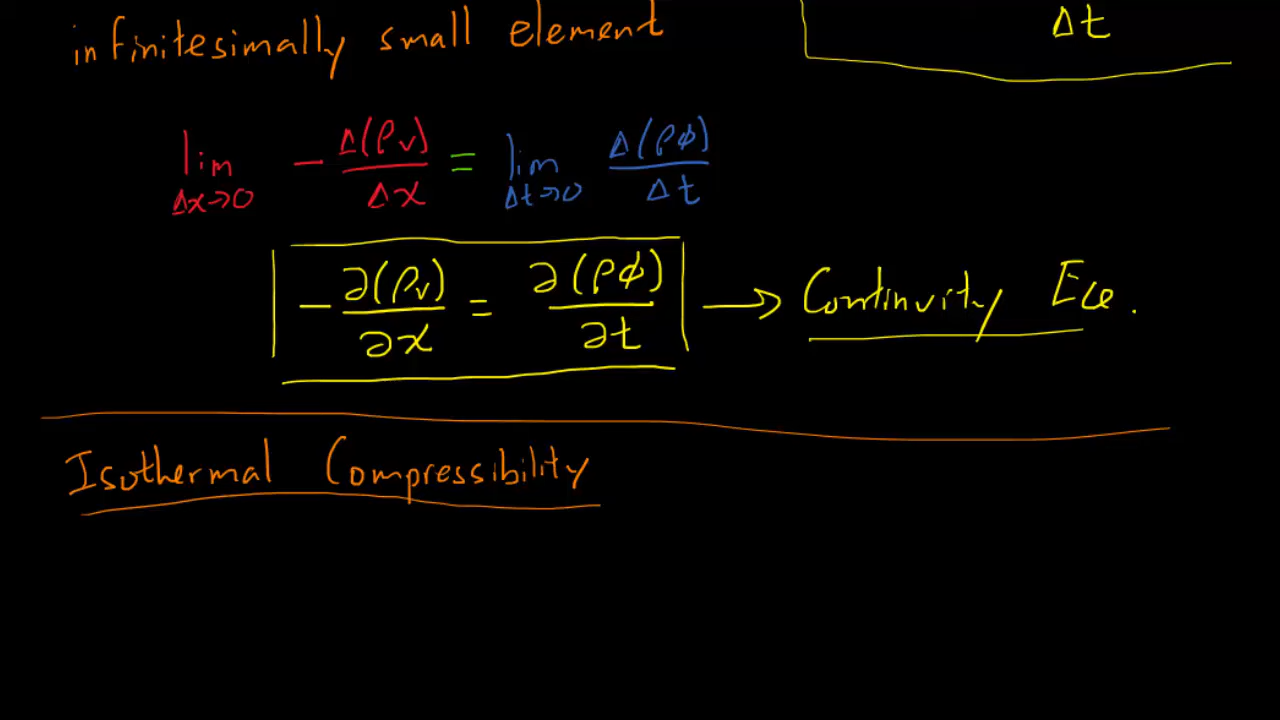 infinitesimally small element
Δt
lim Δx→0 - Δ(ρv)/Δx = lim Δt→0 Δ(ρϕ)/Δt
- ∂(ρv)/∂x = ∂(ρϕ)/∂t → Continuity
Isothermal Compressibility